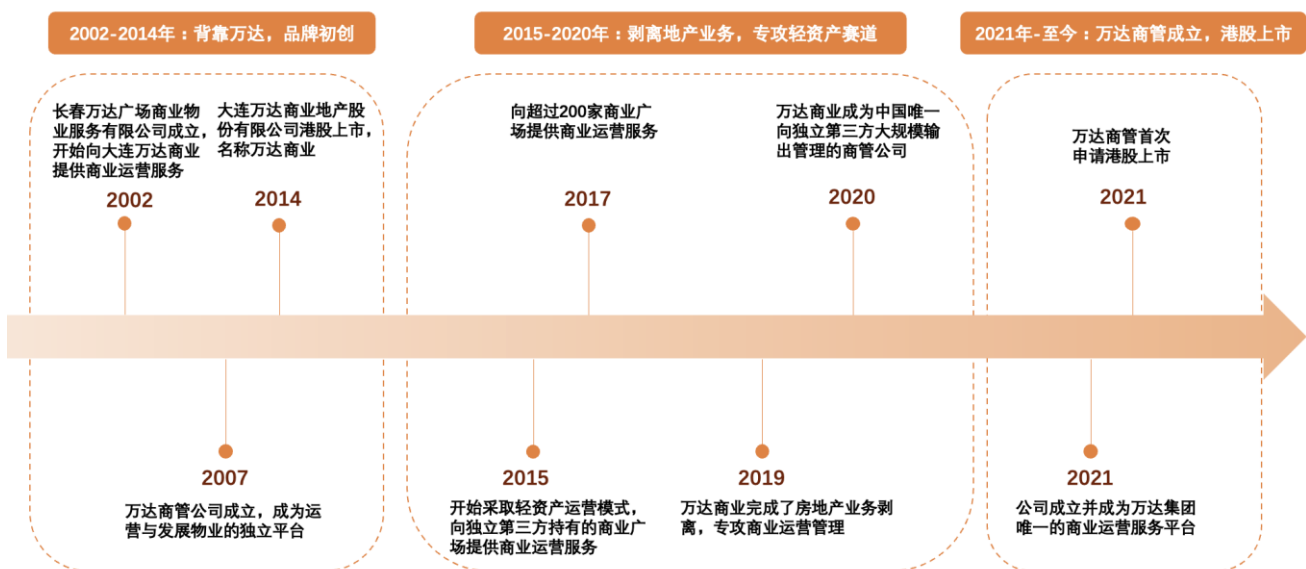 2002-2014年：背靠万达，品牌初创
2015-2020年：剥离地产业务，专攻轻资产赛道
2021年-至今：万达商管成立，港股上市
长春万达广场商业物
业服务有限公司成立，
开始向大连万达商业
提供商业运营服务
2002
大连万达商业地产股
份有限公司港股上市，
名称万达商业
2014
向超过200家商业广
场提供商业运营服务
2017
万达商业成为中国唯一
向独立第三方大规模输
出管理的商管公司
2020
万达商管首次
申请港股上市
2021
2007
万达商管公司成立，成为运
营与发展物业的独立平台
2015
开始采取轻资产运营模式，
向独立第三方持有的商业广
场提供商业运营服务
2019
万达商业完成了房地产业务剥
离，专攻商业运营管理
2021
公司成立并成为万达集团
唯一的商业运营服务平台